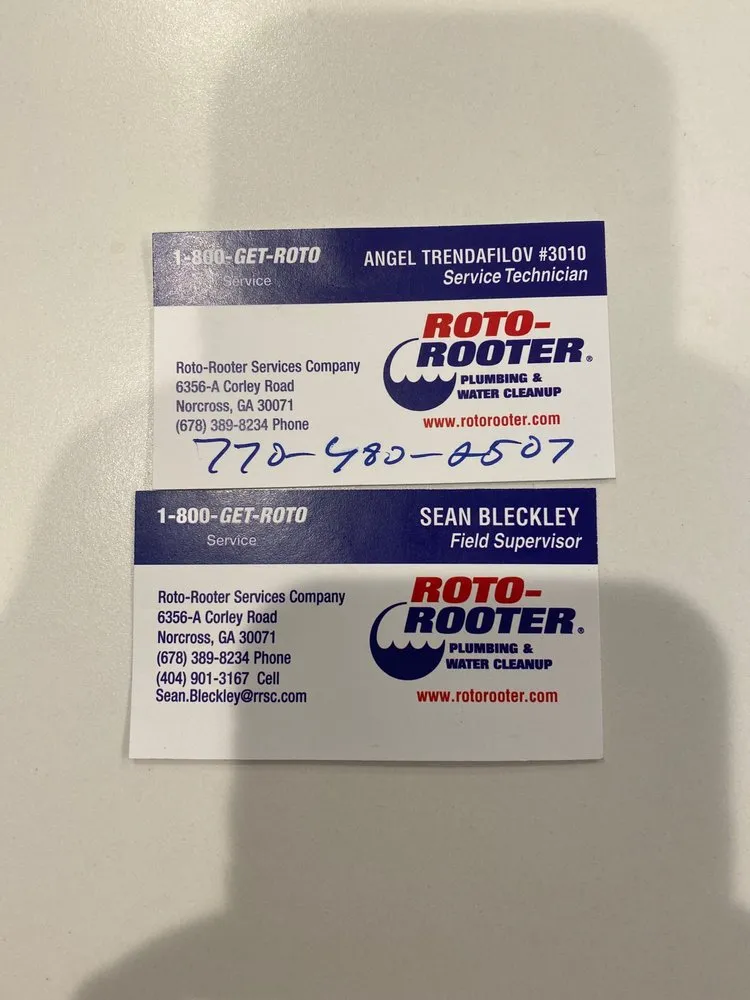 1-800-GET-ROTO
Service
ANGEL TRENDAFILOV #3010
Service Technician
Roto-Rooter Services Company
6356-A Corley Road
Norcross, GA 30071
(678) 389-8234 Phone
ROTO-
ROOTER®
PLUMBING &
WATER CLEANUP
www.rotorooter.com
770-480-2507
1-800-GET-ROTO
Service
SEAN BLECKLEY
Field Supervisor
Roto-Rooter Services Company
6356-A Corley Road
Norcross, GA 30071
(678) 389-8234 Phone
(404) 901-3167 Cell
Sean.Bleckley@rrsc.com
ROTO-
ROOTER®
PLUMBING &
WATER CLEANUP
www.rotorooter.com